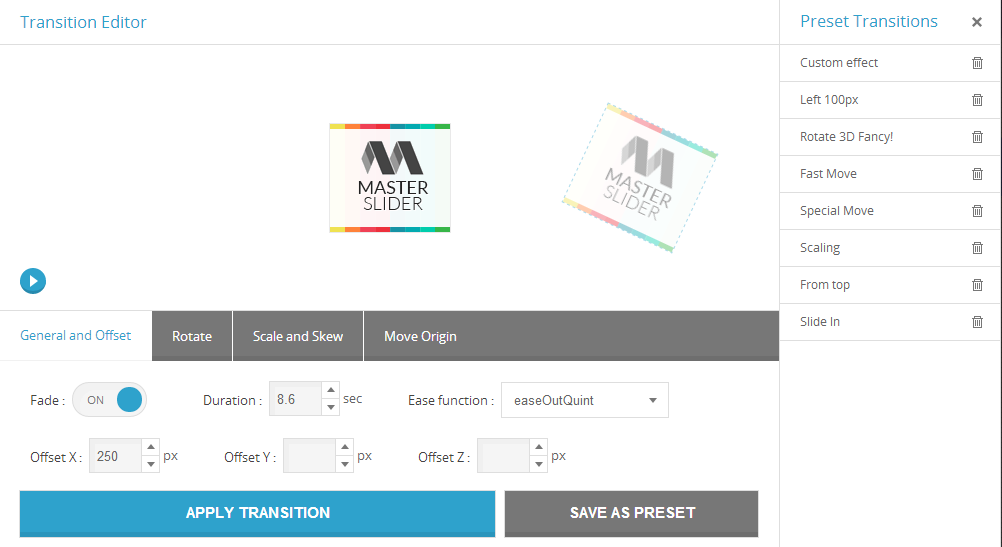 Transition Editor
Preset Transitions
Custom effect
Left 100px
Rotate 3D Fancy!
Fast Move
Special Move
Scaling
From top
Slide In
MASTER
SLIDER
MASTER
SLIDER
General and Offset
Rotate
Scale and Skew
Move Origin
Fade : ON
Duration : 8.6 sec
Ease function : easeOutQuint
Offset X : 250 px
Offset Y : px
Offset Z : px
APPLY TRANSITION
SAVE AS PRESET